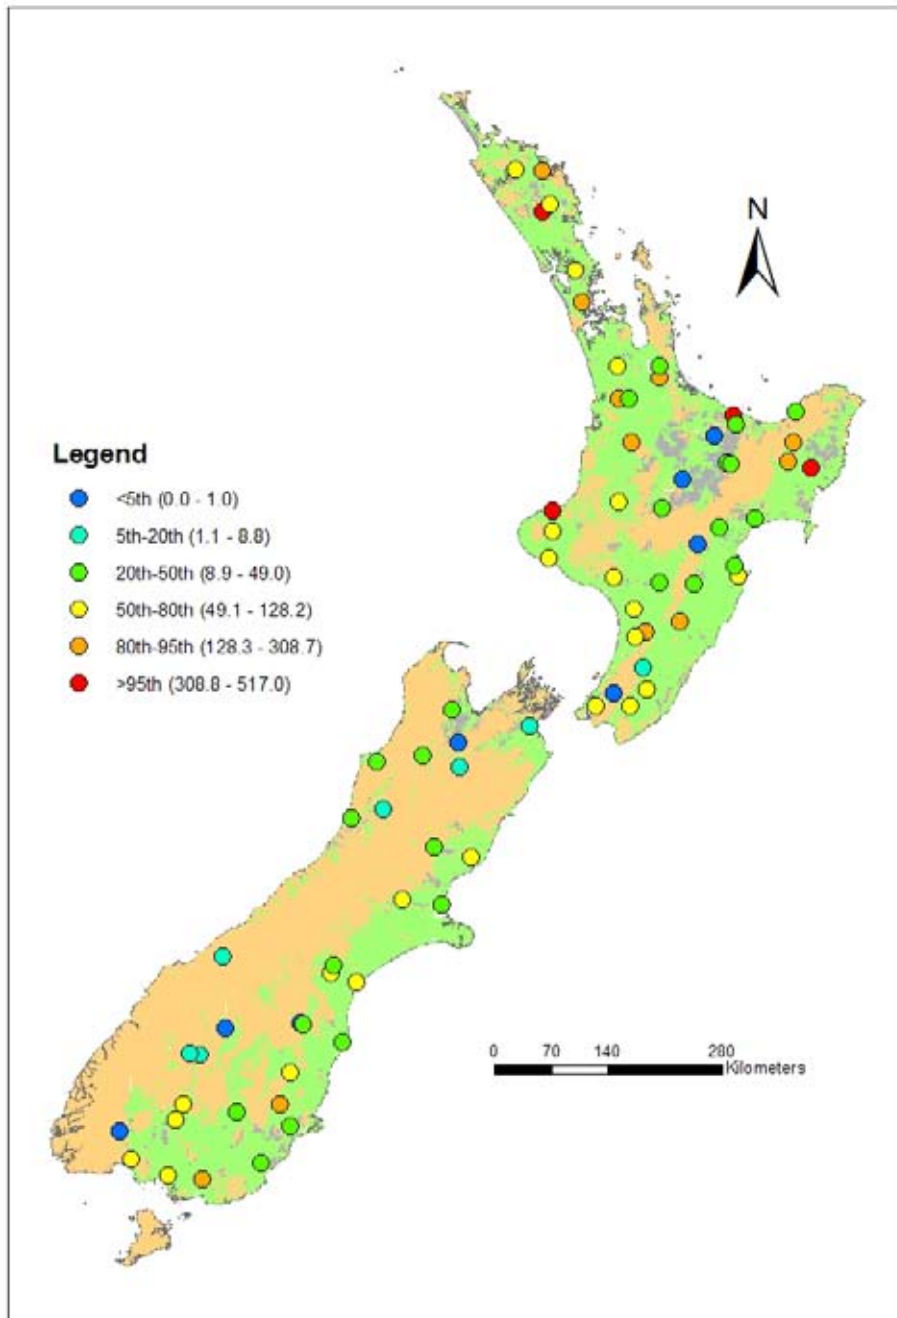 N
Legend
<5th (0.0 - 1.0)
5th-20th (1.1 - 8.8)
20th-50th (8.9 - 49.0)
50th-80th (49.1 - 128.2)
80th-95th (128.3 - 308.7)
>95th (308.8 - 517.0)
0 70 140 280
Kilometers